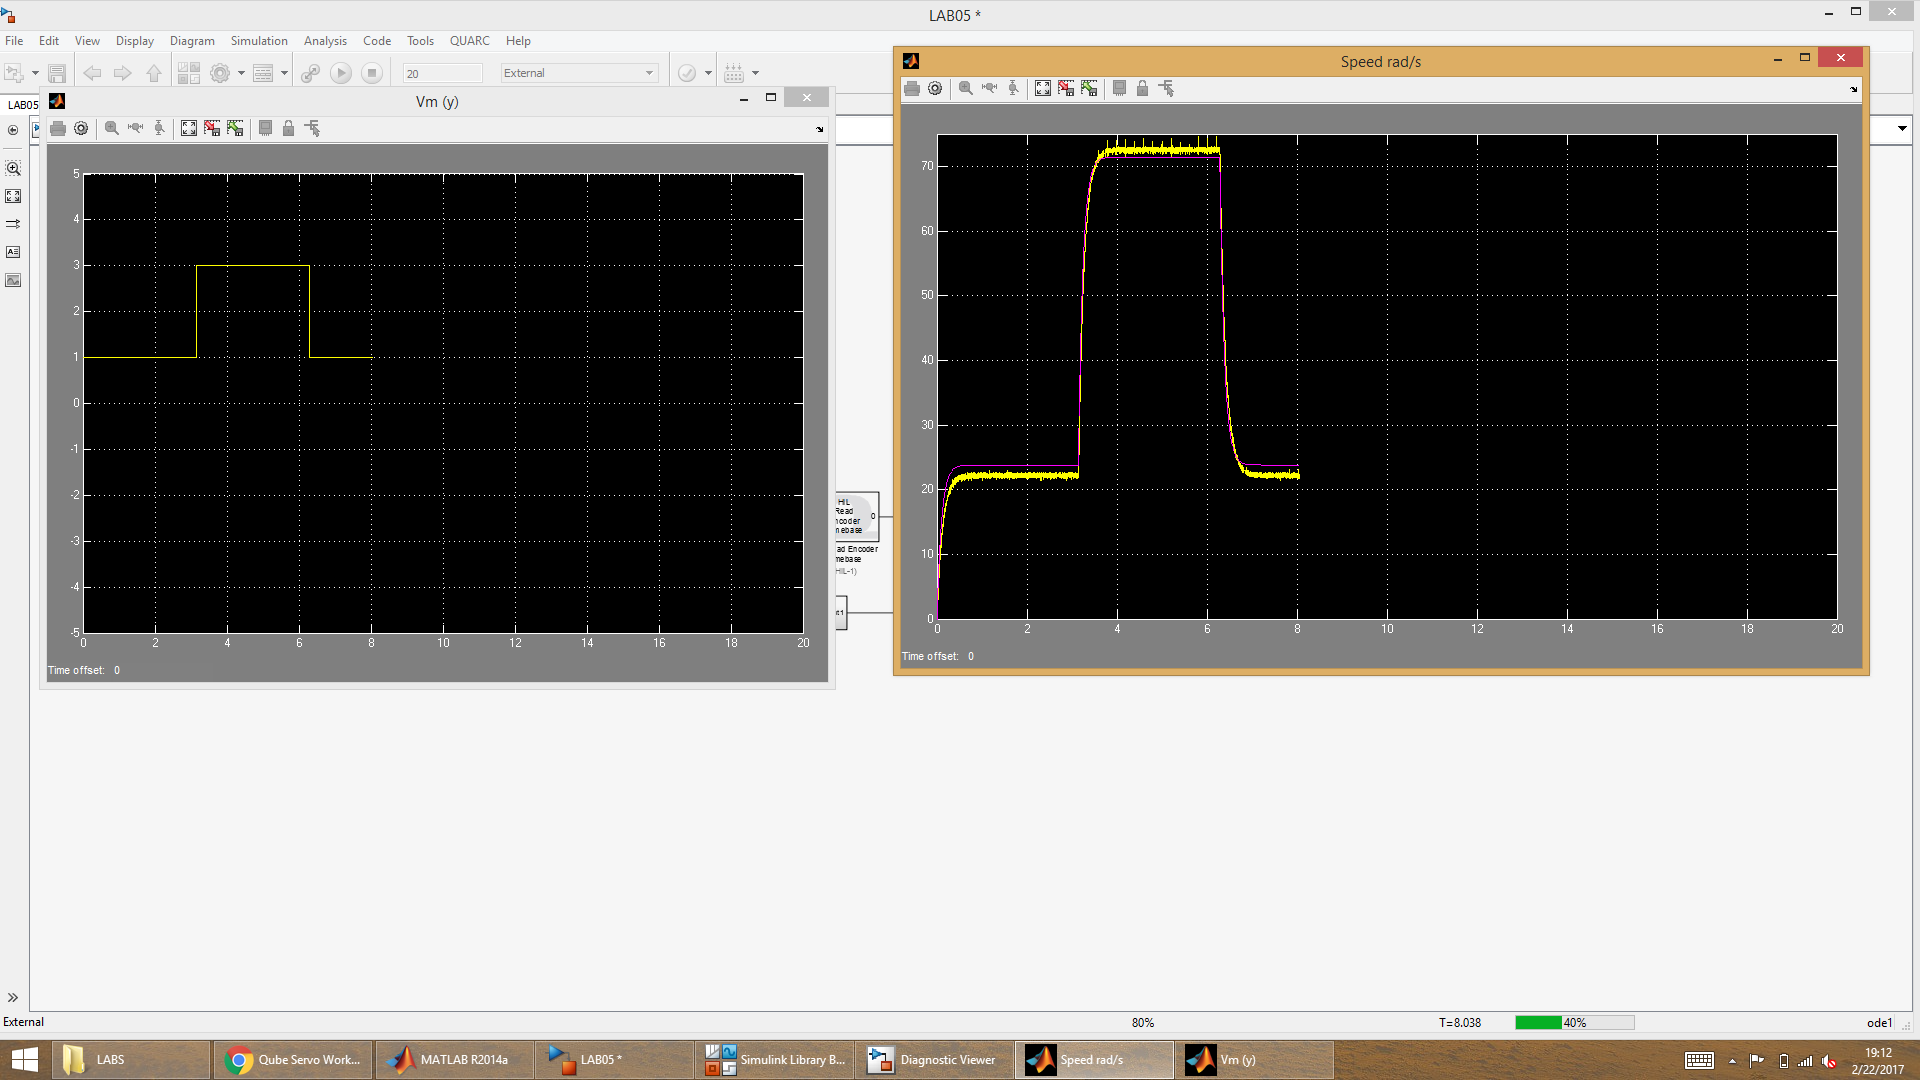 LAB05 *
File Edit View Display Diagram Simulation Analysis Code Tools QUARC Help
20 External
LAB05
Vm (y)
5
4
3
2
1
0
-1
-2
-3
-4
-5
0 2 4 6 8 10 12 14 16 18 20
Time offset: 0
HIL
Read
ncoder
mebase
0
ad Encoder
mebase
HIL-1)
Speed rad/s
70
60
50
40
30
20
10
0
0 2 4 6 8 10 12 14 16 18 20
Time offset: 0
External 80% T=8.038 40% ode1
LABS Qube Servo Work... MATLAB R2014a LAB05 * Simulink Library B... Diagnostic Viewer Speed rad/s Vm (y)
19:12
2/22/2017